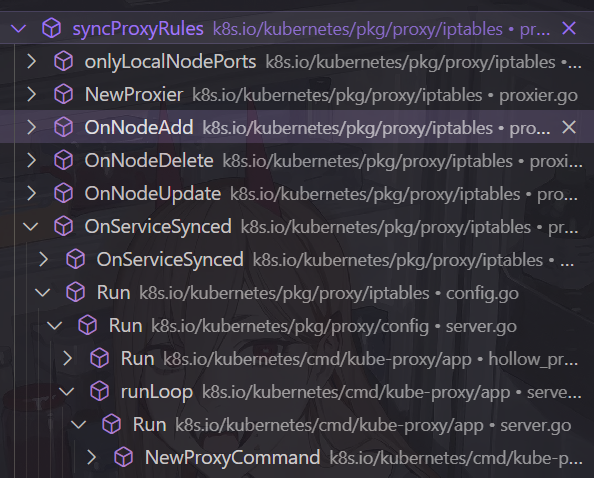 syncProxyRules k8s.io/kubernetes/pkg/proxy/iptables • pr...
onlyLocalNodePorts k8s.io/kubernetes/pkg/proxy/iptables •...
NewProxier k8s.io/kubernetes/pkg/proxy/iptables • proxier.go
OnNodeAdd k8s.io/kubernetes/pkg/proxy/iptables • pro...
OnNodeDelete k8s.io/kubernetes/pkg/proxy/iptables • proxi...
OnNodeUpdate k8s.io/kubernetes/pkg/proxy/iptables • pro...
OnServiceSynced k8s.io/kubernetes/pkg/proxy/iptables • pr...
OnServiceSynced k8s.io/kubernetes/pkg/proxy/iptables • ...
Run k8s.io/kubernetes/pkg/proxy/iptables • config.go
Run k8s.io/kubernetes/pkg/proxy/config • server.go
Run k8s.io/kubernetes/cmd/kube-proxy/app • hollow_pr...
runLoop k8s.io/kubernetes/cmd/kube-proxy/app • serve...
Run k8s.io/kubernetes/cmd/kube-proxy/app • server.go
NewProxyCommand k8s.io/kubernetes/cmd/kube-p...